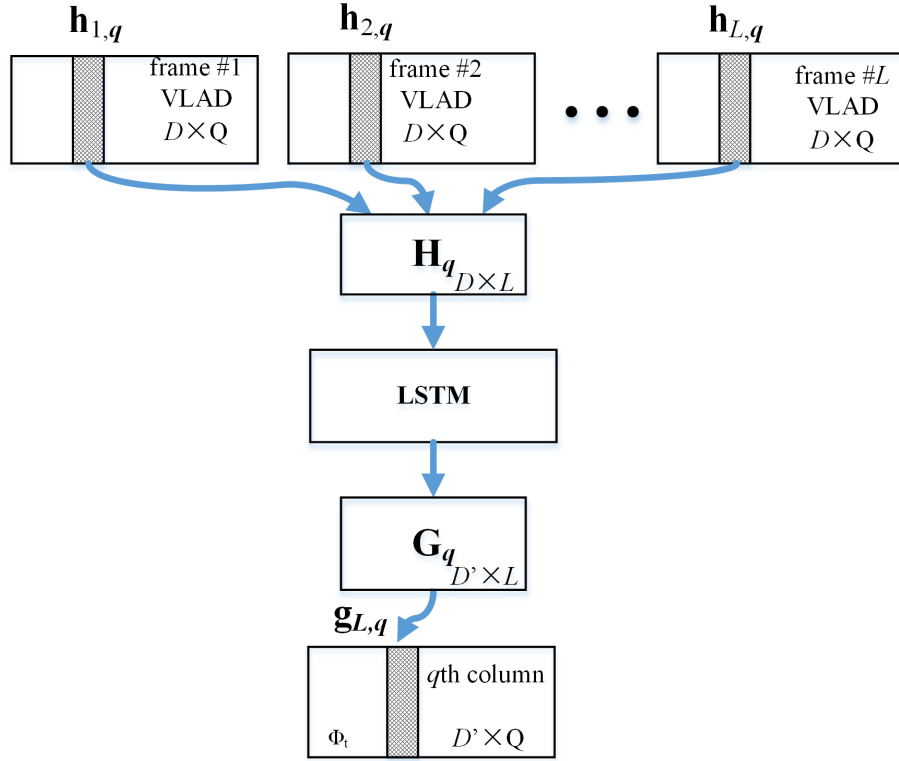 h1,q h2,q hL,q
frame #1
VLAD
D×Q
frame #2
VLAD
D×Q
• • •
frame #L
VLAD
D×Q
Hq D×L
LSTM
Gq D’×L
gL,q
qth column
Φt D’×Q